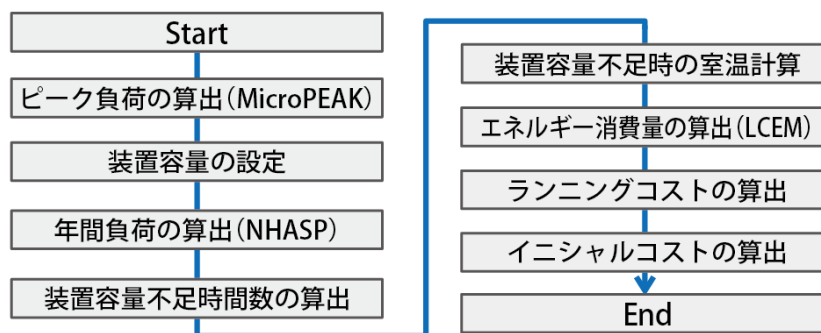 Start
ピーク負荷の算出(MicroPEAK)
装置容量の設定
年間負荷の算出(NHASP)
装置容量不足時間数の算出
装置容量不足時の室温計算
エネルギー消費量の算出(LCEM)
ランニングコストの算出
イニシャルコストの算出
End